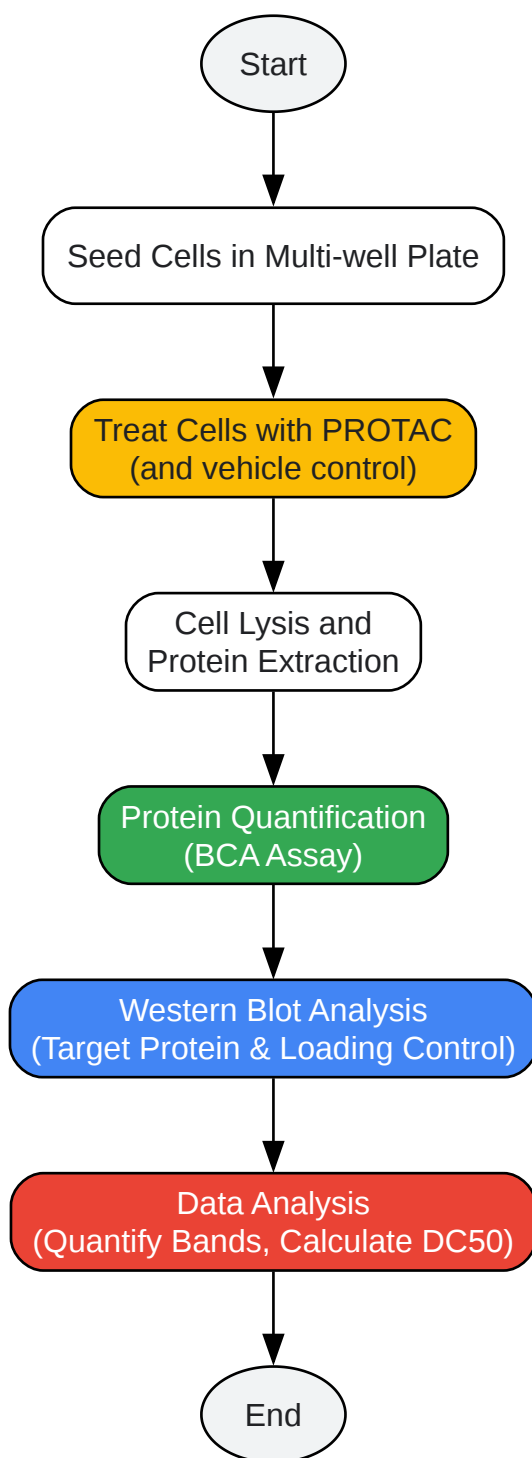 Start
Seed Cells in Multi-well Plate
Treat Cells with PROTAC
(and vehicle control)
Cell Lysis and
Protein Extraction
Protein Quantification
(BCA Assay)
Western Blot Analysis
(Target Protein & Loading Control)
Data Analysis
(Quantify Bands, Calculate DC50)
End